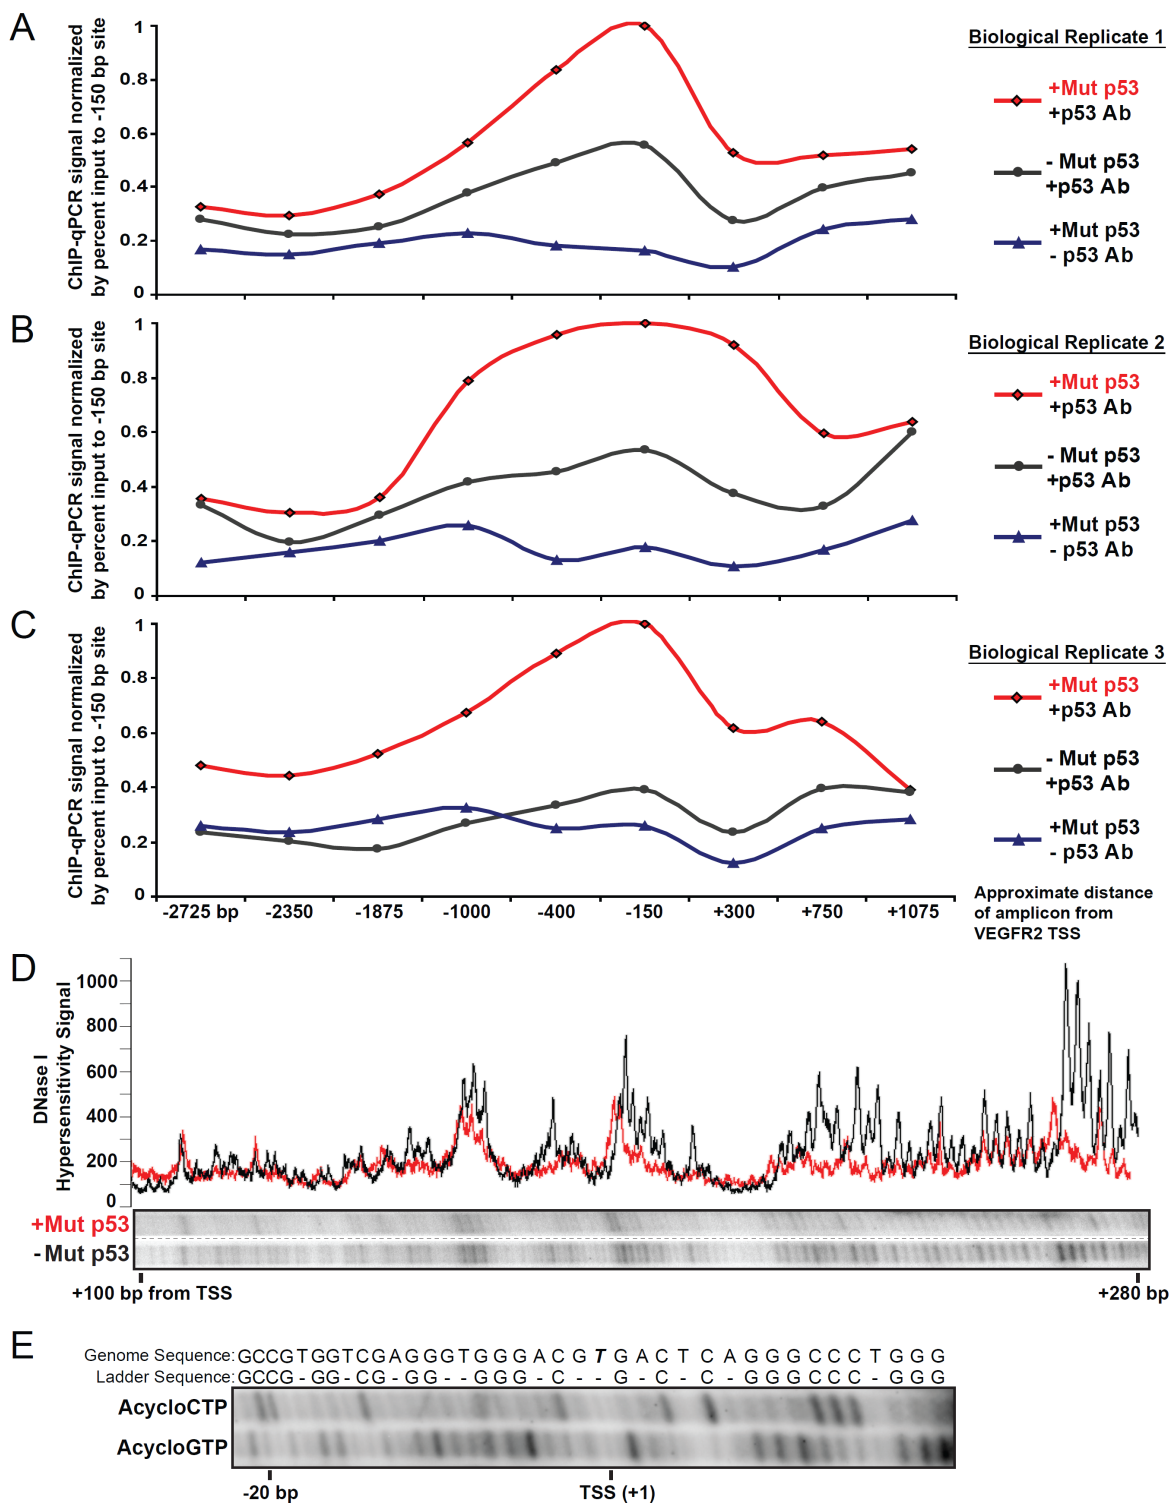 A
ChIP-qPCR signal normalized
by percent input to -150 bp site
1
0.8
0.6
0.4
0.2
0
Biological Replicate 1
+Mut p53
+p53 Ab
- Mut p53
+p53 Ab
+Mut p53
- p53 Ab
B
ChIP-qPCR signal normalized
by percent input to -150 bp site
1
0.8
0.6
0.4
0.2
0
Biological Replicate 2
+Mut p53
+p53 Ab
- Mut p53
+p53 Ab
+Mut p53
- p53 Ab
C
ChIP-qPCR signal normalized
by percent input to -150 bp site
1
0.8
0.6
0.4
0.2
0
Biological Replicate 3
+Mut p53
+p53 Ab
- Mut p53
+p53 Ab
+Mut p53
- p53 Ab
-2725 bp -2350 -1875 -1000 -400 -150 +300 +750 +1075
Approximate distance
of amplicon from
VEGFR2 TSS
D
DNase I
Hypersensitivity Signal
1000
800
600
400
200
0
+Mut p53
- Mut p53
+100 bp from TSS
+280 bp
E
Genome Sequence: GCCGTGGTCGAGGGTGGGACGTGACTCAGGGCCCTGGG
Ladder Sequence: GCCG-GG-CG-GG--GGG-C--G-C-C-GGGCCC-GGG
AcycloCTP
AcycloGTP
-20 bp
TSS (+1)